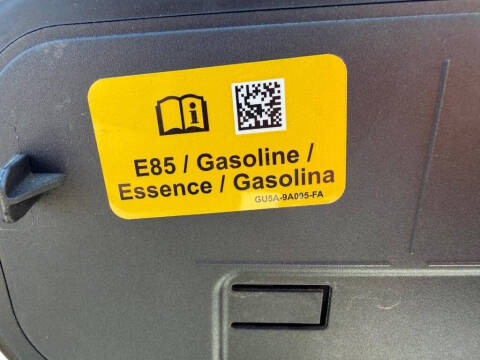 E85 / Gasoline /
Essence / Gasolina
GU5A-9A095-FA